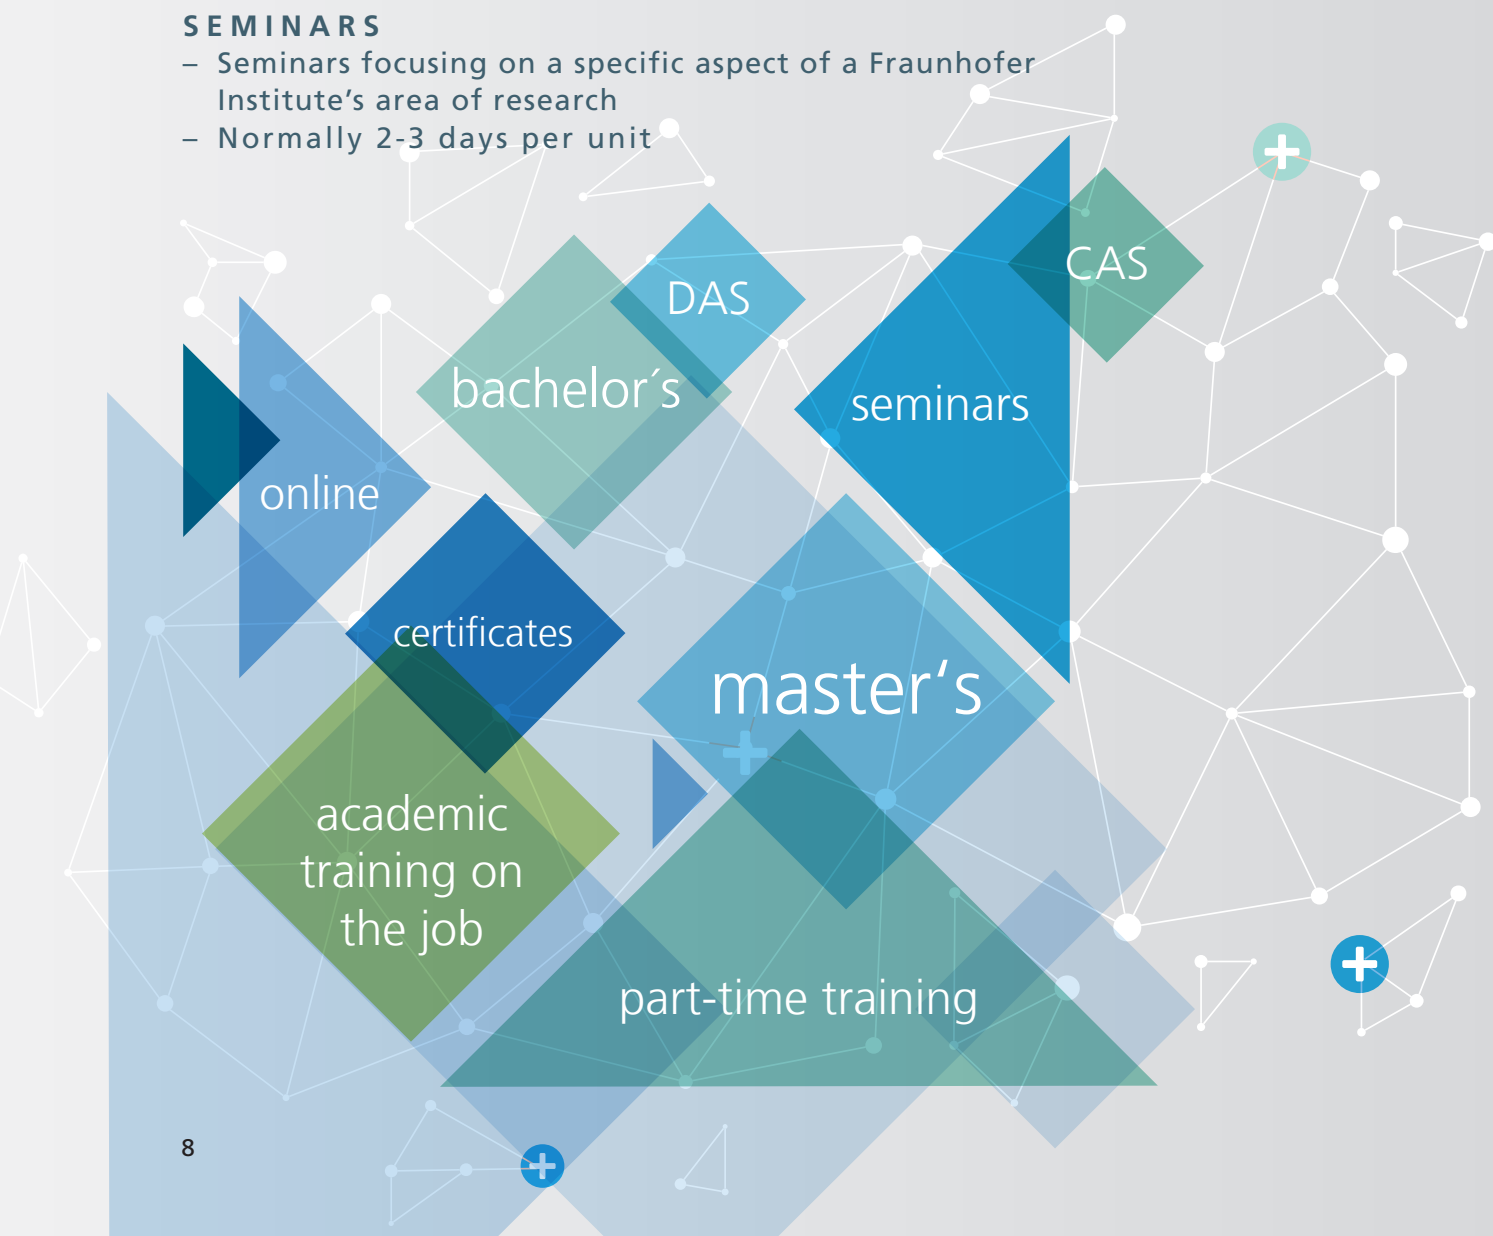 SEMINARS
– Seminars focusing on a specific aspect of a Fraunhofer
Institute’s area of research
– Normally 2-3 days per unit
CAS
DAS
bachelor´s
seminars
online
certificates
master‘s
academic
training on
the job
part-time training
8